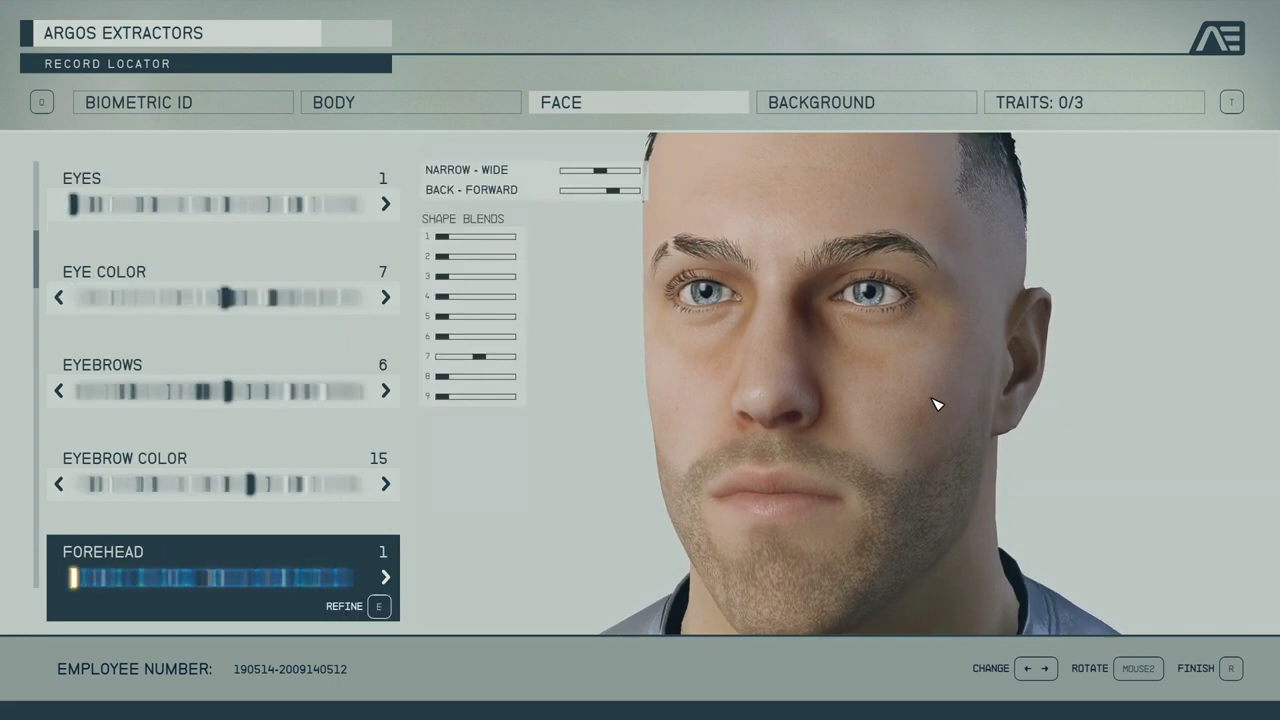 ARGOS EXTRACTORS
RECORD LOCATOR
AE
Q
BIOMETRIC ID
BODY
FACE
BACKGROUND
TRAITS: 0/3
T
EYES 1
EYE COLOR 7
EYEBROWS 6
EYEBROW COLOR 15
FOREHEAD 1
REFINE E
NARROW - WIDE
BACK - FORWARD
SHAPE BLENDS
1
2
3
4
5
6
7
8
9
EMPLOYEE NUMBER: 190514-2009140512
CHANGE ← → ROTATE MOUSE2 FINISH R